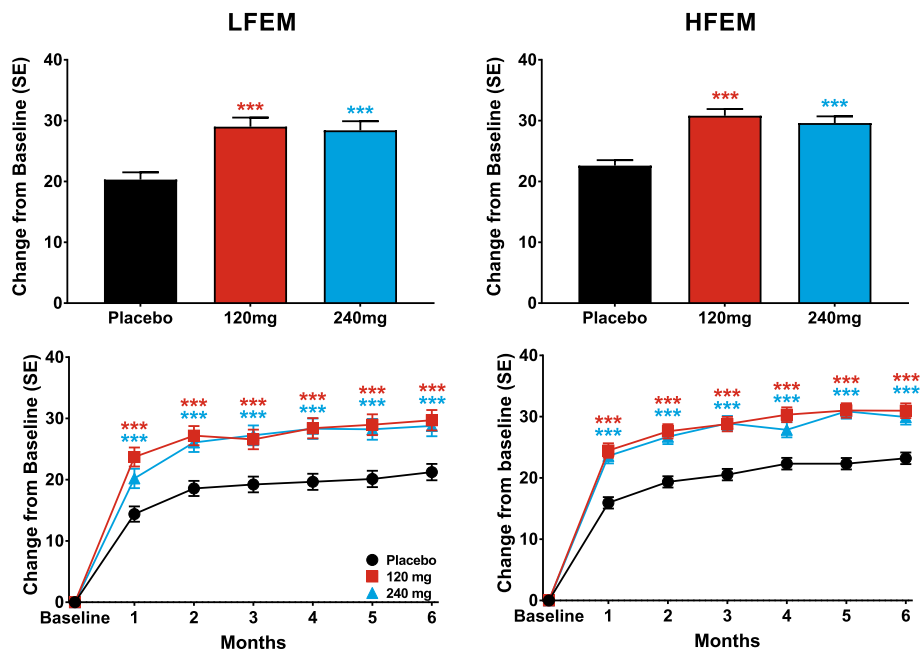 LFEM
Change from Baseline (SE)
40
30
20
10
0
***
***
Placebo
120mg
240mg
HFEM
Change from Baseline (SE)
40
30
20
10
0
***
***
Placebo
120mg
240mg
Change from Baseline (SE)
40
30
20
10
0
*** *** *** *** *** ***
*** *** *** *** *** ***
Placebo
120 mg
240 mg
Baseline 1 2 3 4 5 6
Months
Change from baseline (SE)
40
30
20
10
0
*** *** *** *** *** ***
*** *** *** *** *** ***
Baseline 1 2 3 4 5 6
Months